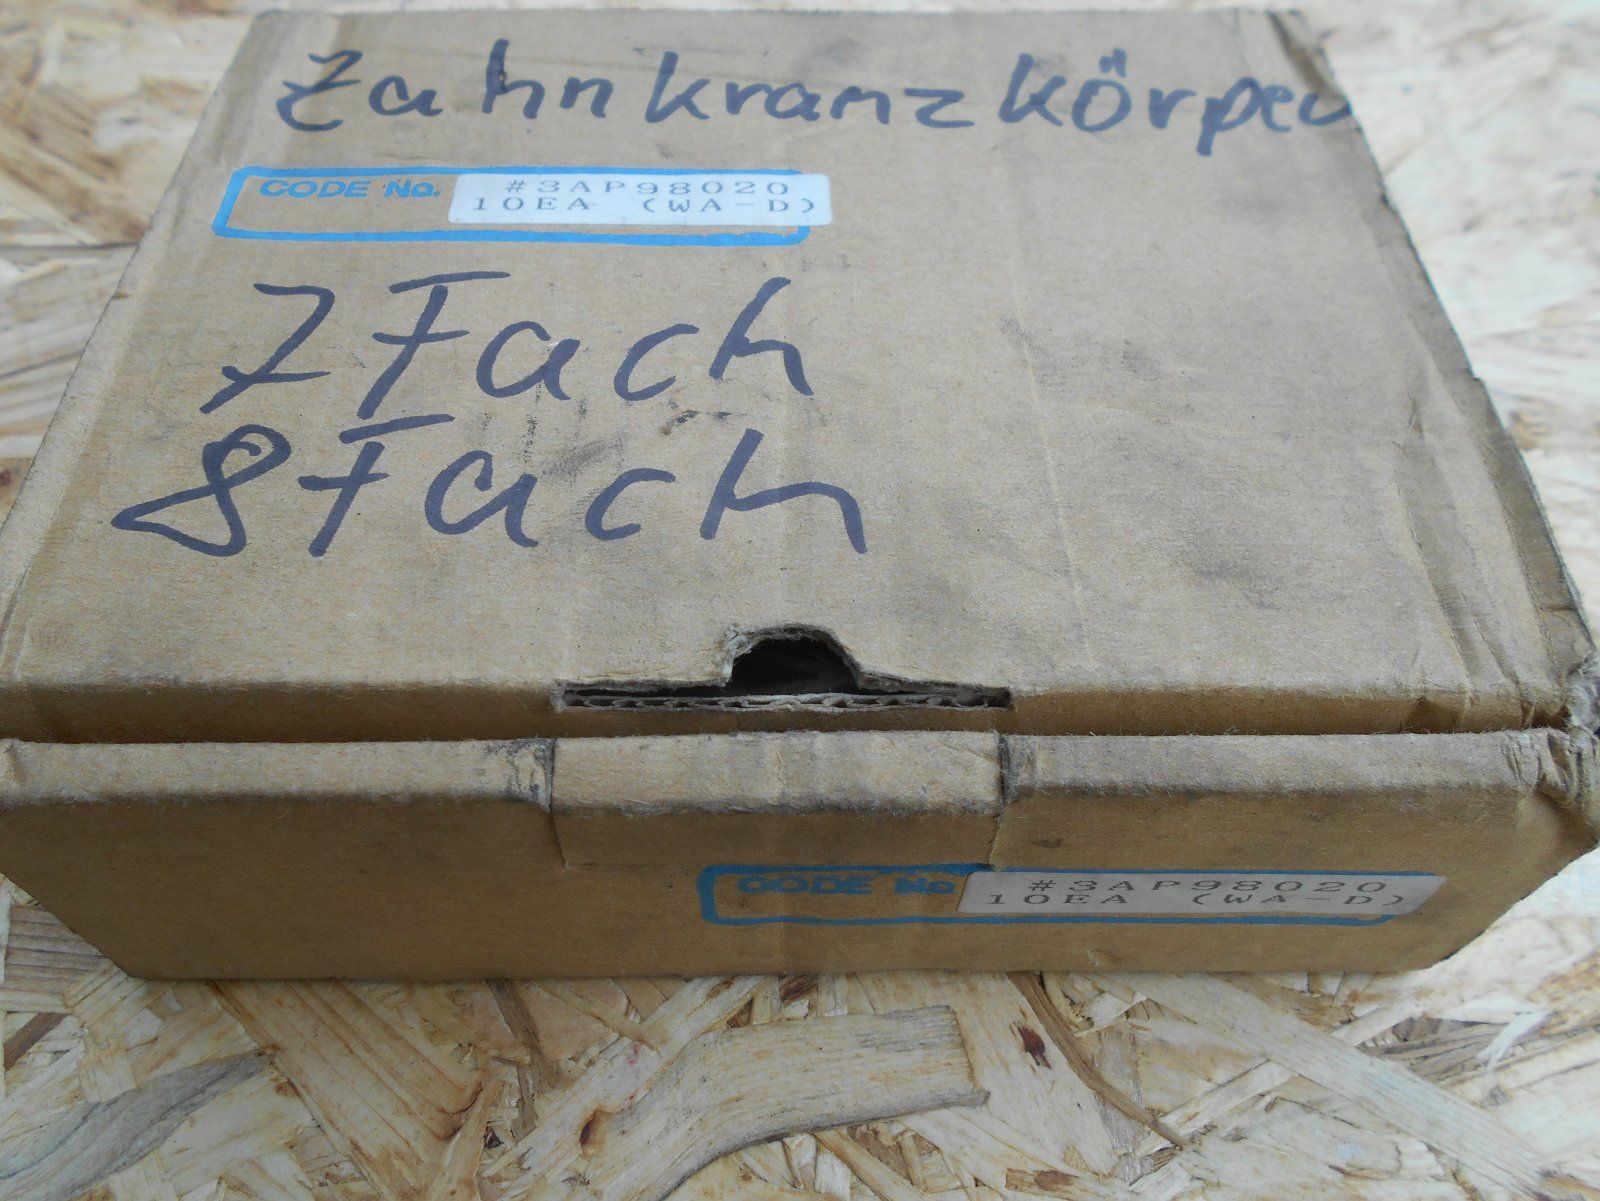 Zahnkranzkörper
CODE No. #3AP98020
10EA (WA-D)
7Fach
8Fach
CODE No #3AP98020
10EA (WA-D)